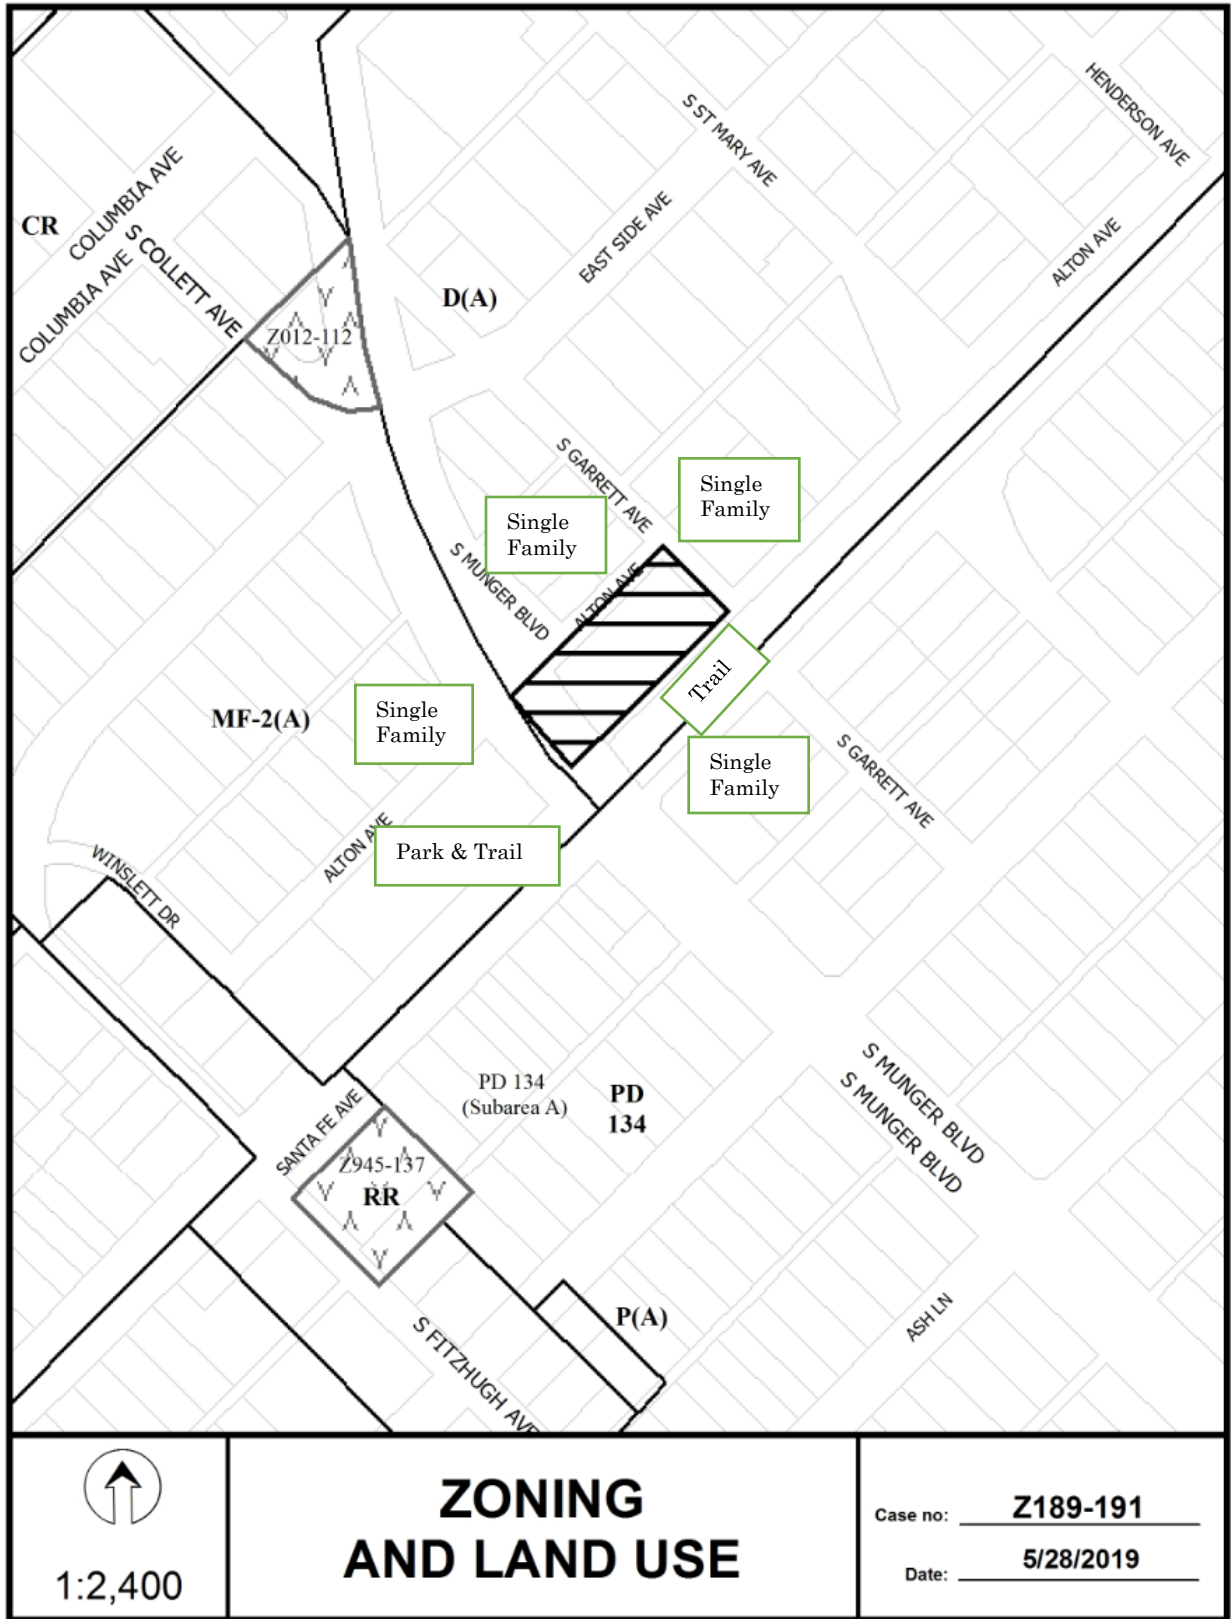 HENDERSON AVE
S ST MARY AVE
COLUMBIA AVE
CR
S COLLETT AVE
EAST SIDE AVE
ALTON AVE
COLUMBIA AVE
D(A)
Z012-112
S GARRETT AVE
Single
Family
Single
Family
S MUNGER BLVD
ALTON AVE
Trail
MF-2(A)
Single
Family
Single
Family
S GARRETT AVE
ALTON AVE
Park & Trail
WINSLETT DR
PD 134
(Subarea A)
PD
134
S MUNGER BLVD
S MUNGER BLVD
SANTA FE AVE
Z945-137
RR
P(A)
ASH LN
S FITZHUGH AVE
1:2,400
ZONING
AND LAND USE
Case no: Z189-191
Date: 5/28/2019